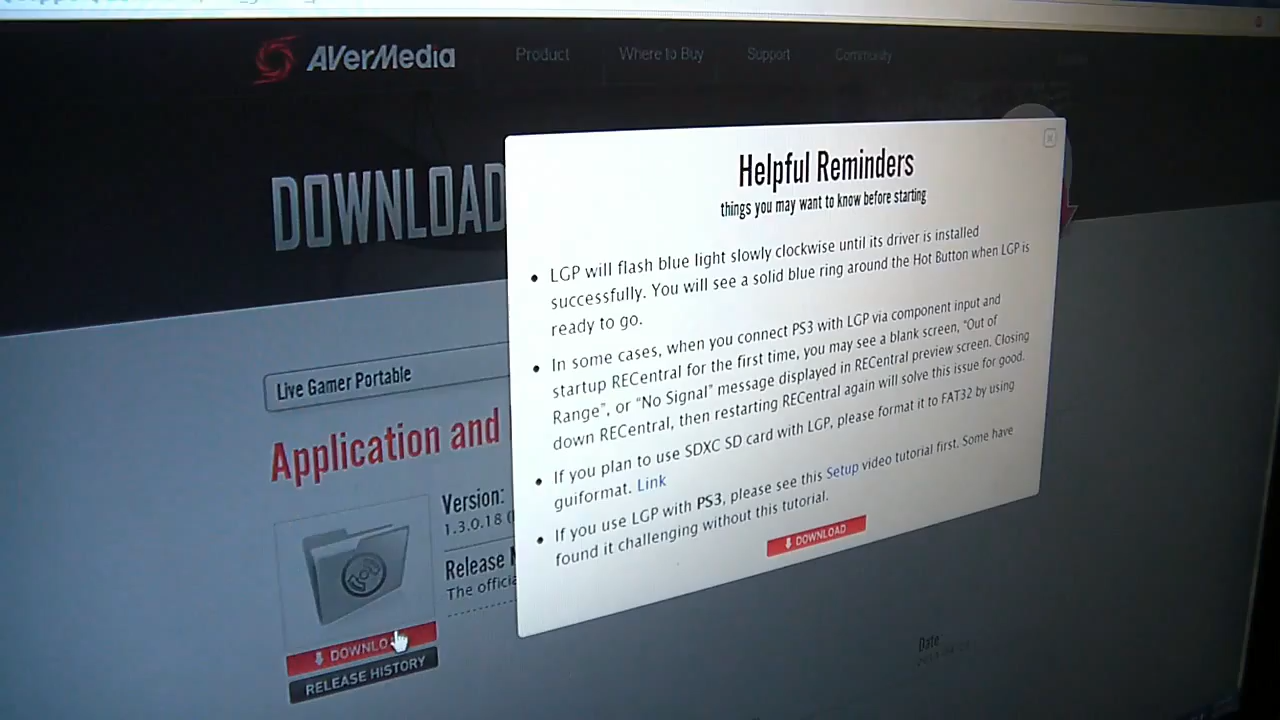 AVerMedia
Product
Where to Buy
Support
Community
DOWNLOAD
Helpful Reminders
things you may want to know before starting
• LGP will flash blue light slowly clockwise until its driver is installed
successfully. You will see a solid blue ring around the Hot Button when LGP is
ready to go.
• In some cases, when you connect PS3 with LGP via component input and
startup RECentral for the first time, you may see a blank screen, "Out of
Range", or "No Signal" message displayed in RECentral preview screen. Closing
down RECentral, then restarting RECentral again will solve this issue for good.
• If you plan to use SDXC SD card with LGP, please format it to FAT32 by using
guiformat. Link
• If you use LGP with PS3, please see this Setup video tutorial first. Some have
found it challenging without this tutorial.
DOWNLOAD
Live Gamer Portable
Application and
Version:
1.3.0.18 (
Release
The officia
DOWNLO
RELEASE HISTORY
Date